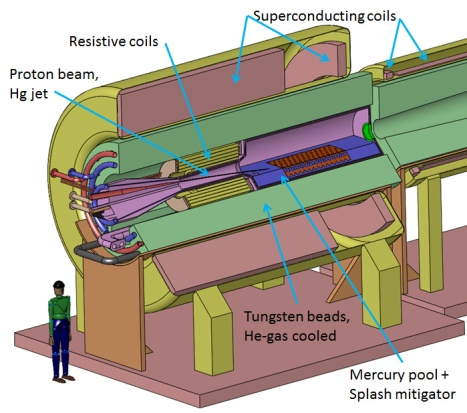 Superconducting coils
Resistive coils
Proton beam,
Hg jet
Tungsten beads,
He-gas cooled
Mercury pool +
Splash mitigator